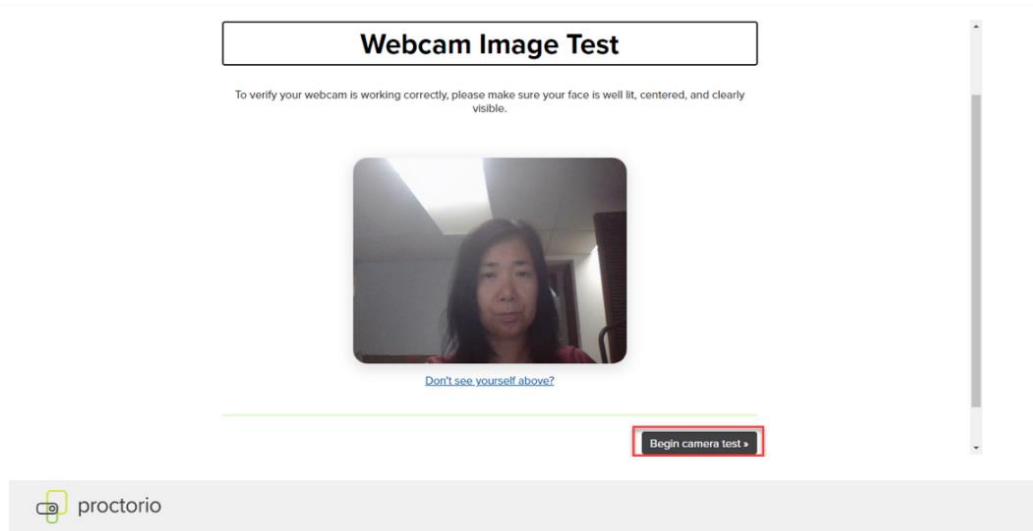 Webcam Image Test
To verify your webcam is working correctly, please make sure your face is well lit, centered, and clearly
visible.
Don't see yourself above?
Begin camera test »
proctorio